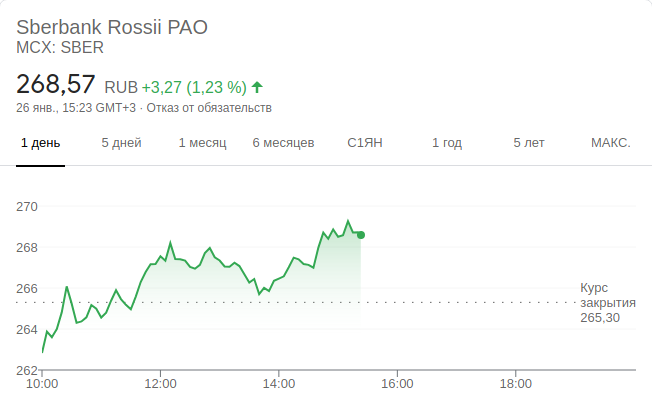 Sberbank Rossii PAO
MCX: SBER
268,57 RUB +3,27 (1,23 %)
26 янв., 15:23 GMT+3 · Отказ от обязательств
1 день 5 дней 1 месяц 6 месяцев С1ЯН 1 год 5 лет МАКС.
270
268
266
264
262
Курс
закрытия
265,30
10:00 12:00 14:00 16:00 18:00